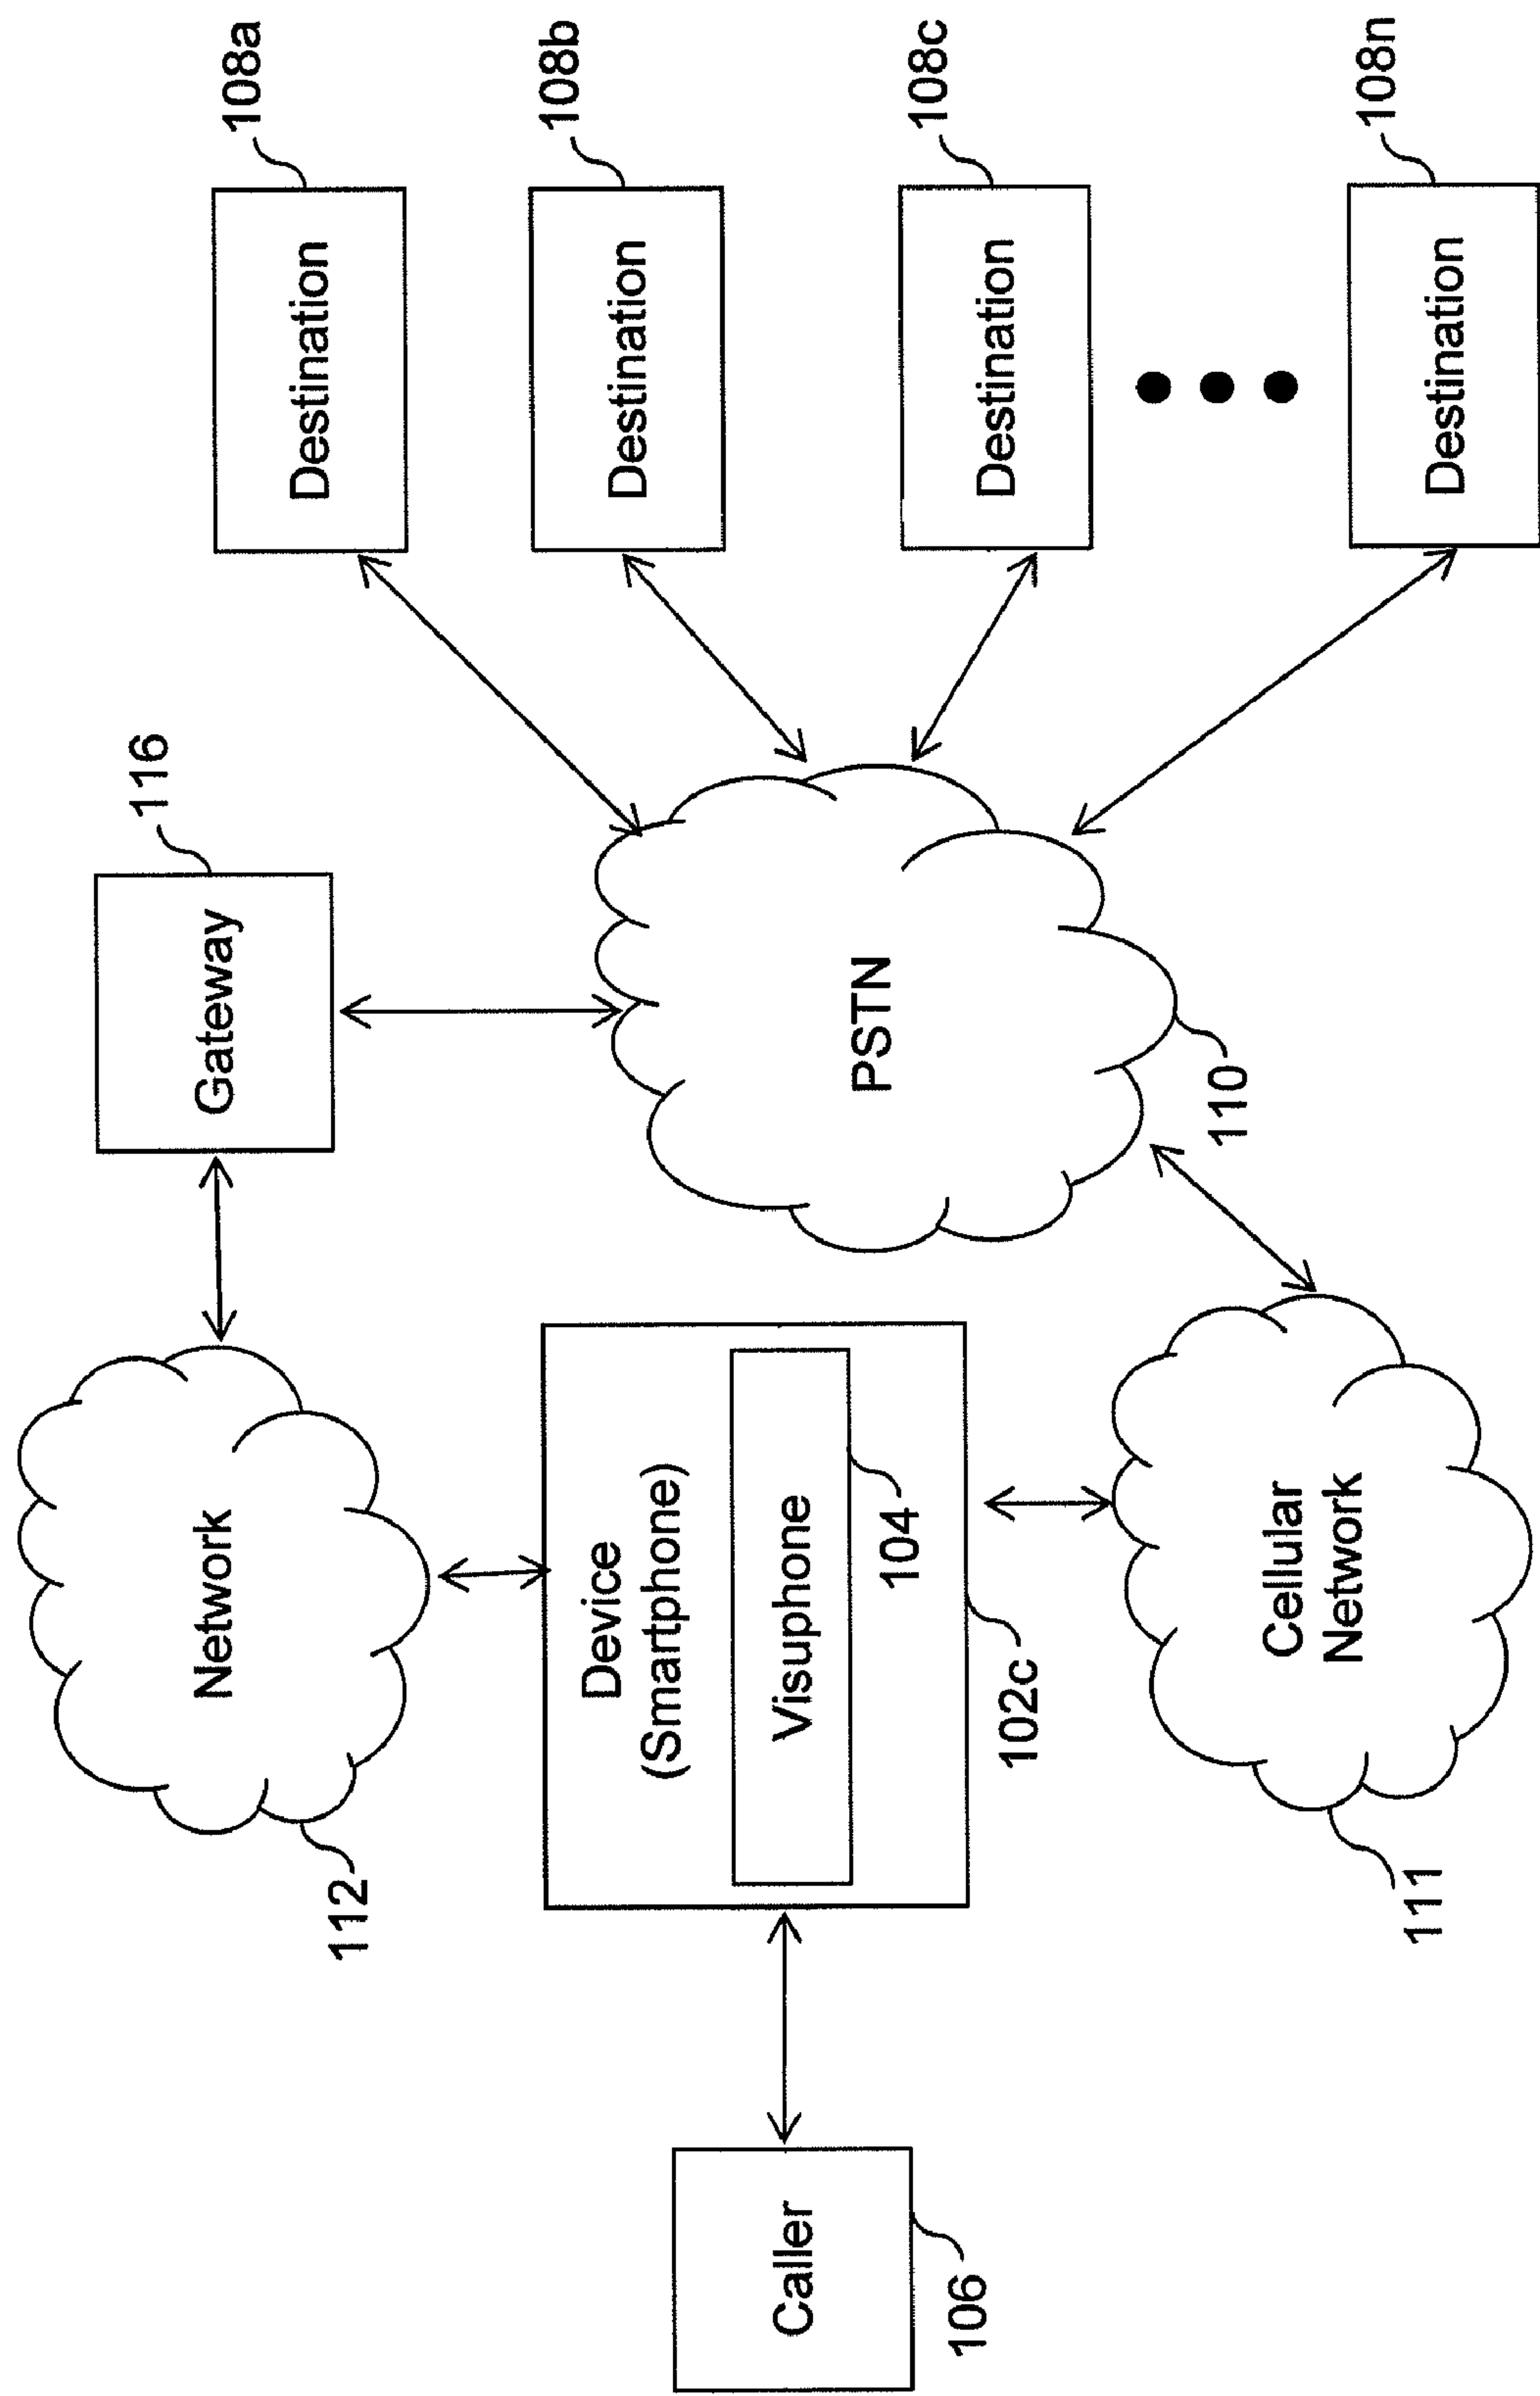 112
Network
Gateway
116
Caller
106
Device
(Smartphone)
Visuphone
104
102c
111
Cellular
Network
PSTN
110
Destination
108a
Destination
108b
Destination
108c
Destination
108n